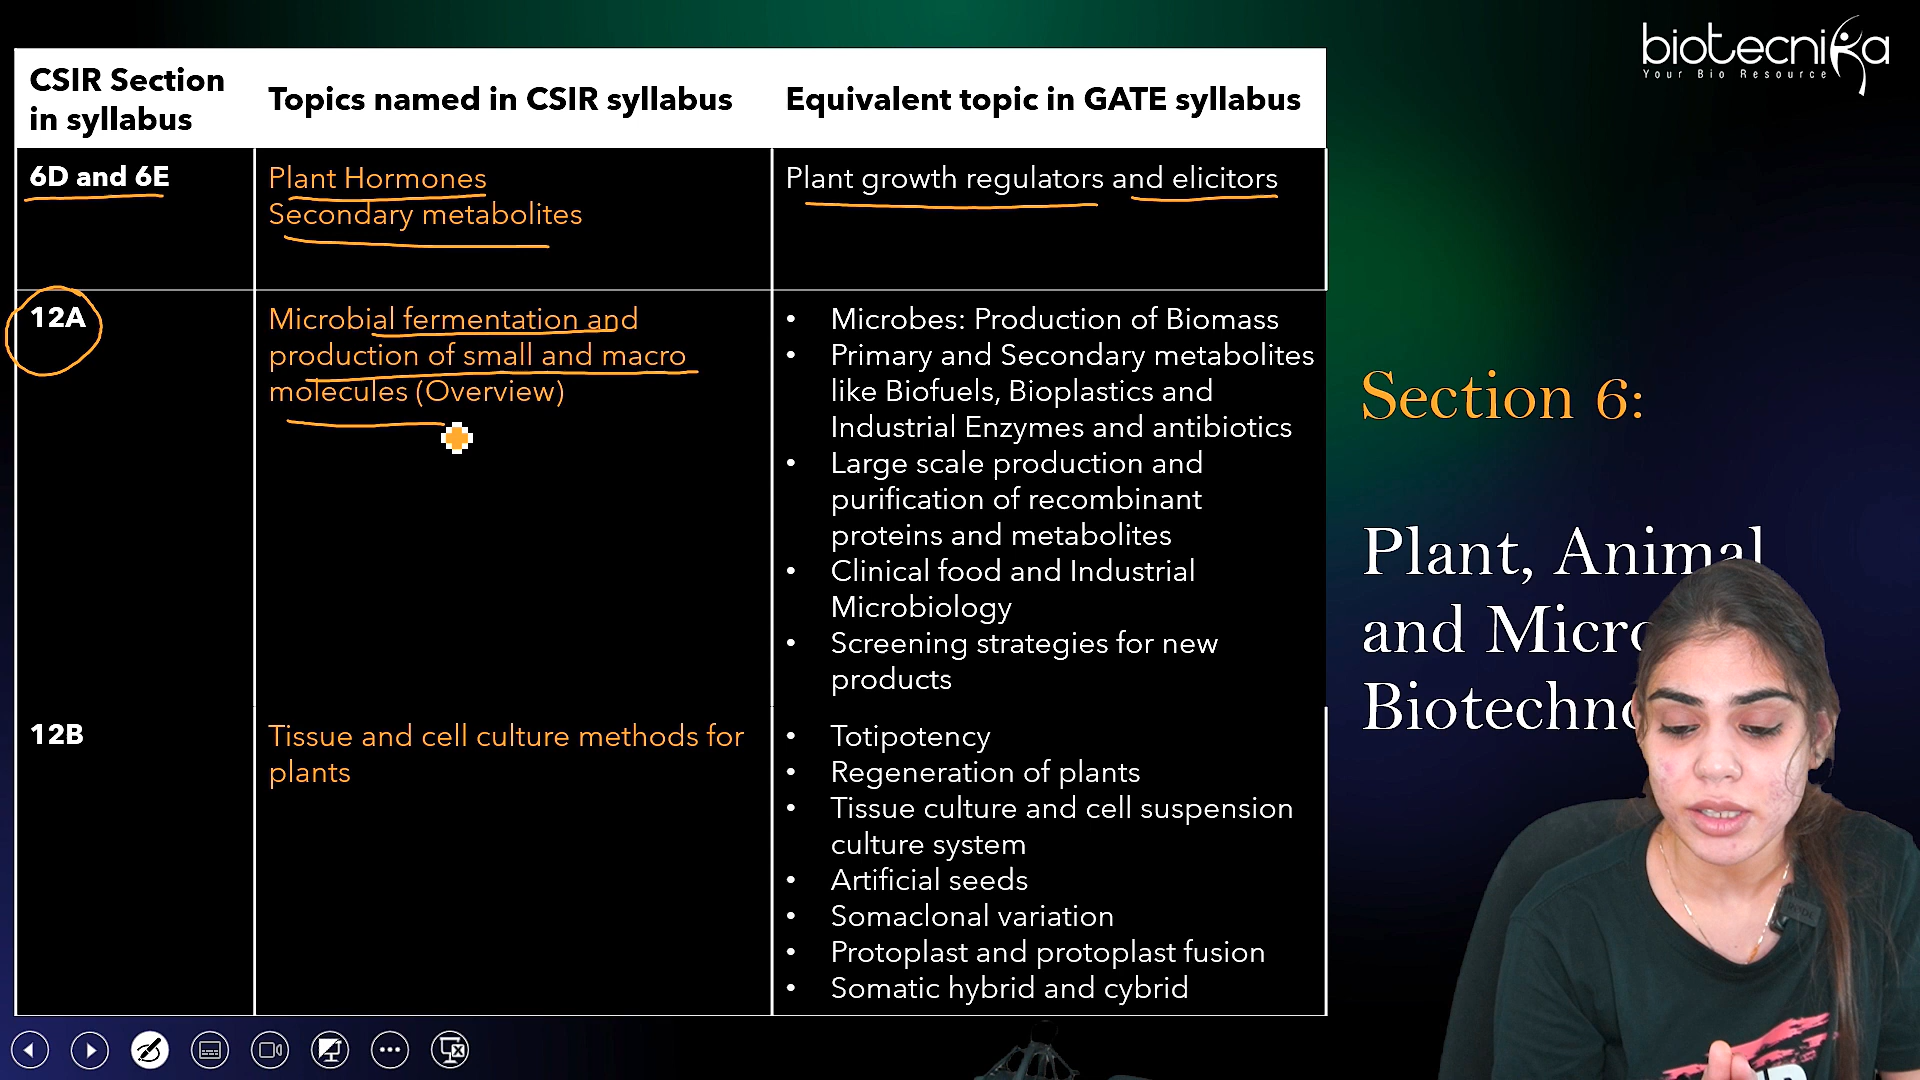 biotecnika
Your Bio Resource
CSIR Section
in syllabus
Topics named in CSIR syllabus
Equivalent topic in GATE syllabus
6D and 6E
Plant Hormones
Secondary metabolites
Plant growth regulators and elicitors
12A
Microbial fermentation and
production of small and macro
molecules (Overview)
• Microbes: Production of Biomass
• Primary and Secondary metabolites
like Biofuels, Bioplastics and
Industrial Enzymes and antibiotics
• Large scale production and
purification of recombinant
proteins and metabolites
• Clinical food and Industrial
Microbiology
• Screening strategies for new
products
12B
Tissue and cell culture methods for
plants
• Totipotency
• Regeneration of plants
• Tissue culture and cell suspension
culture system
• Artificial seeds
• Somaclonal variation
• Protoplast and protoplast fusion
• Somatic hybrid and cybrid
Section 6:
Plant, Animal
and Micro
Biotechn